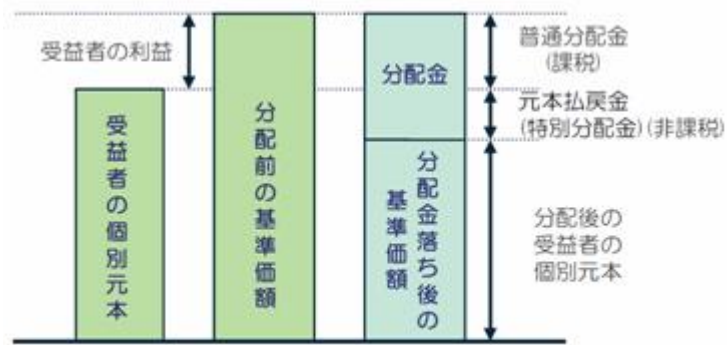 受益者の利益
受益者の個別元本
分配前の基準価額
分配金
分配金落ち後の
基準価額
普通分配金
(課税)
元本払戻金
(特別分配金)(非課税)
分配後の
受益者の
個別元本